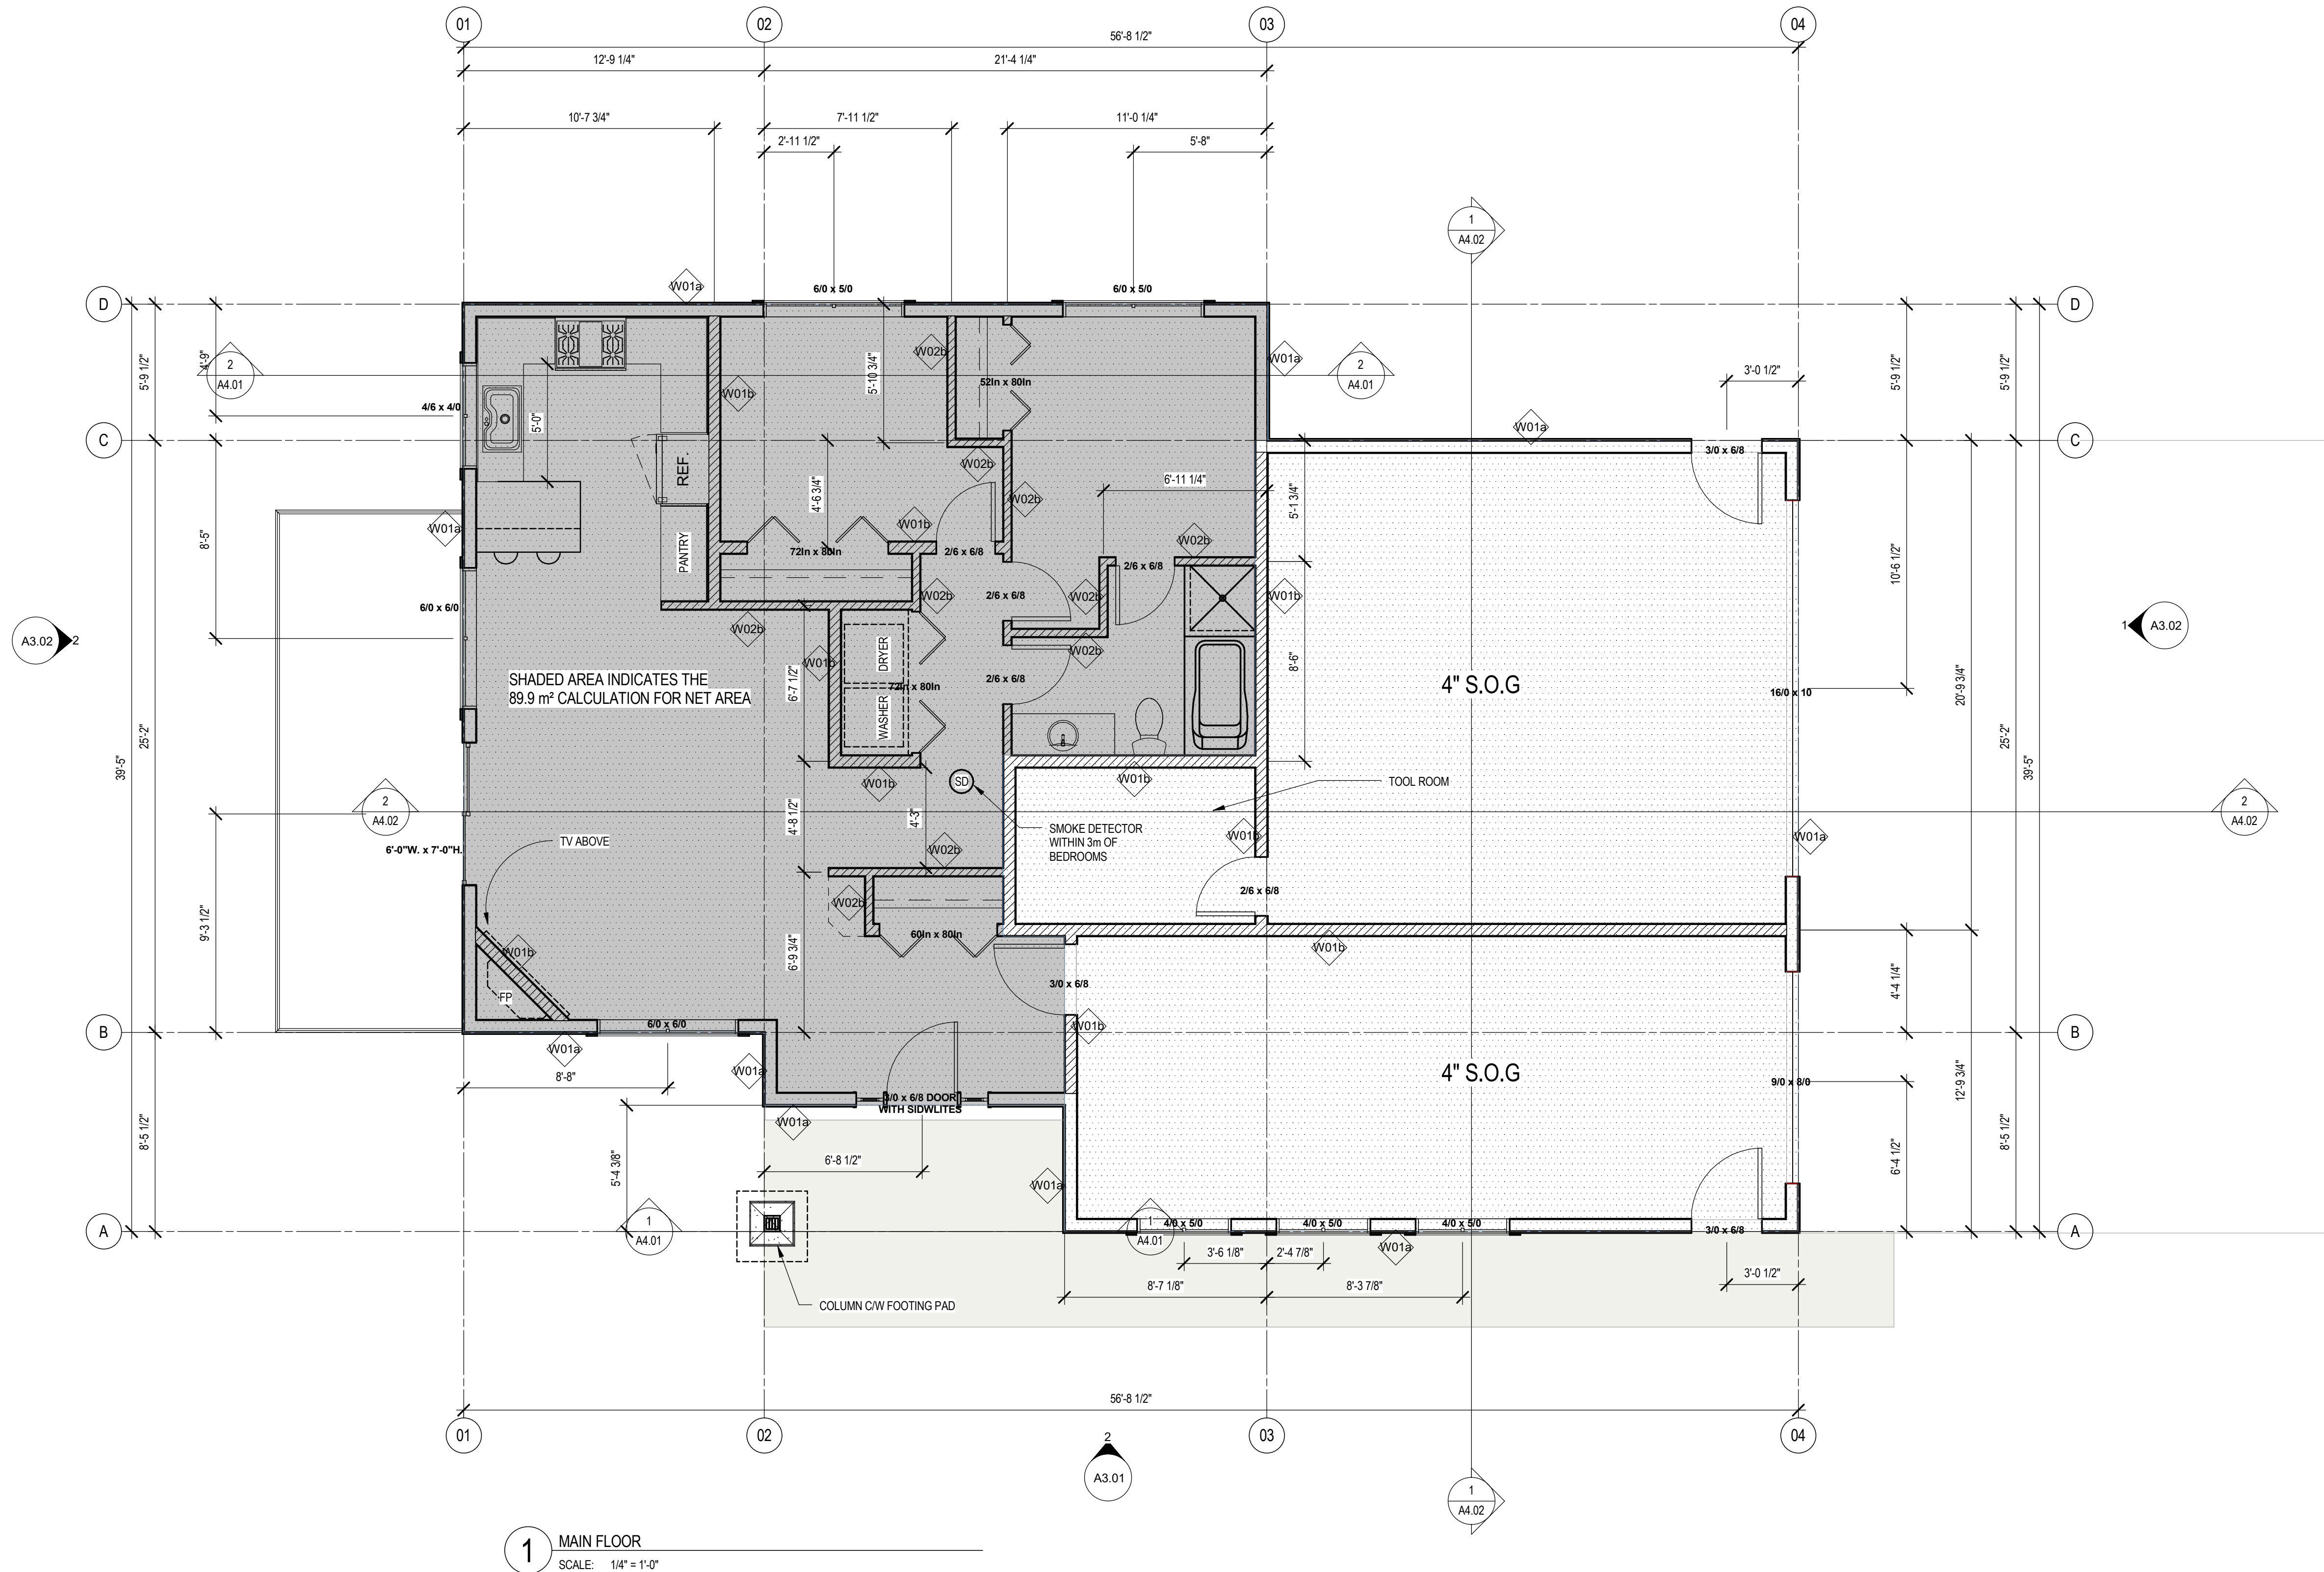 01
02
03
04
56'-8 1/2"
12'-9 1/4"
21'-4 1/4"
10'-7 3/4"
7'-11 1/2"
11'-0 1/4"
2'-11 1/2"
5'-8"
1
A4.02
W01a
6/0 x 5/0
6/0 x 5/0
D
D
5'-9 1/2"
4'-9"
2
A4.01
W01b
5'-10 3/4"
W02b
52In x 80In
W01a
2
A4.01
3'-0 1/2"
5'-9 1/2"
5'-9 1/2"
4/6 x 4/0
5'-0"
C
C
W01a
3/0 x 6/8
REF.
W02b
4'-6 3/4"
W02b
6'-11 1/4"
5'-1 3/4"
W01a
8'-5"
W01b
72In x 80In
2/6 x 6/8
W02b
2/6 x 6/8
PANTRY
10'-6 1/2"
W02b
2/6 x 6/8
W02b
W01b
6/0 x 6/0
W02b
A3.02
2
W01b
DRYER
W02b
8'-6"
1
A3.02
SHADED AREA INDICATES THE
89.9 m² CALCULATION FOR NET AREA
6'-7 1/2"
WASHER
72In x 80In
2/6 x 6/8
4" S.O.G
16/0 x 10
20'-9 3/4"
39'-5"
25'-2"
25'-2"
39'-5"
W01b
SD
W01b
TOOL ROOM
2
A4.02
4'-8 1/2"
4'-3"
2
A4.02
TV ABOVE
6'-0"W. x 7'-0"H.
W02b
SMOKE DETECTOR
WITHIN 3m OF
BEDROOMS
W01b
W01a
9'-3 1/2"
W02b
2/6 x 6/8
6'-9 3/4"
60In x 80In
W01b
W01b
FP
3/0 x 6/8
4'-4 1/4"
B
6/0 x 6/0
W01b
B
W01a
W01a
8'-8"
4" S.O.G
9/0 x 8/0
12'-9 3/4"
8'-5 1/2"
8'-5 1/2"
3/0 x 6/8 DOOR
WITH SIDWLITES
W01a
5'-4 3/8"
6'-8 1/2"
W01a
6'-4 1/2"
A
1
A4.01
1
A4.01
4/0 x 5/0
4/0 x 5/0
4/0 x 5/0
3/0 x 6/8
A
W01a
3'-6 1/8"
2'-4 7/8"
3'-0 1/2"
8'-7 1/8"
8'-3 7/8"
COLUMN C/W FOOTING PAD
56'-8 1/2"
01
02
03
04
2
A3.01
1
A4.02
1
MAIN FLOOR
SCALE: 1/4" = 1'-0"